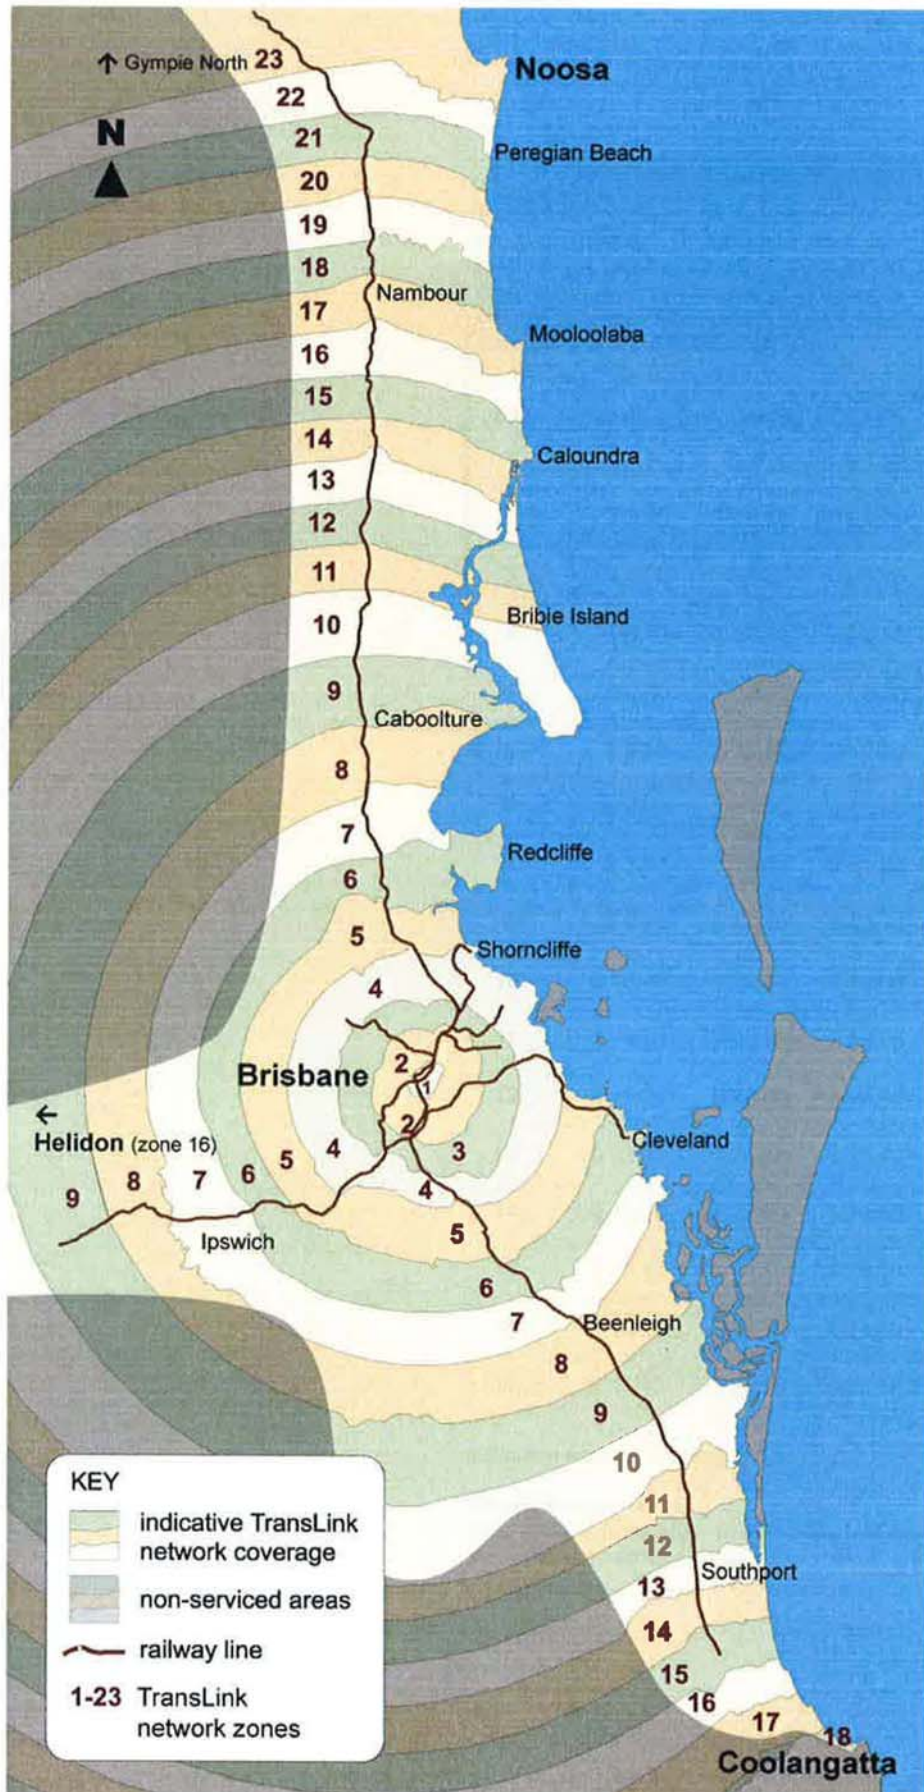 ↑ Gympie North
23
Noosa
22
N
21
Peregian Beach
20
19
18
Nambour
17
Mooloolaba
16
15
14
Caloundra
13
12
11
Bribie Island
10
9
Caboolture
8
7
Redcliffe
6
5
Shorncliffe
4
2
Brisbane
1
2
←
Helidon (zone 16)
4
3
Cleveland
5
6
7
8
9
4
Ipswich
5
6
7
Beenleigh
8
9
10
11
12
Southport
13
14
15
16
17
18
Coolangatta
KEY
indicative TransLink
network coverage
non-serviced areas
railway line
1-23 TransLink
network zones